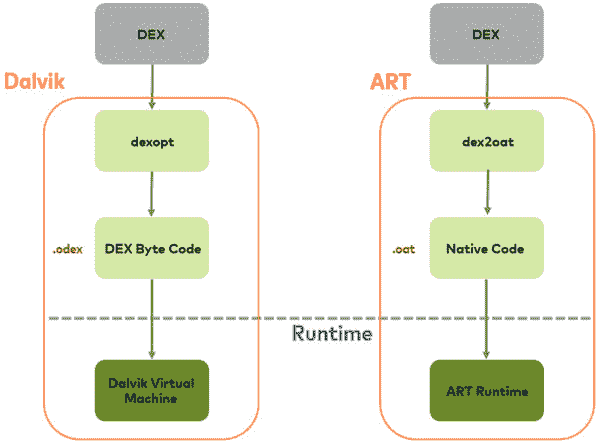 DEX
DEX
Dalvik
ART
dexopt
dex2oat
.odex
DEX Byte Code
.oat
Native Code
Runtime
Dalvik Virtual
Machine
ART Runtime